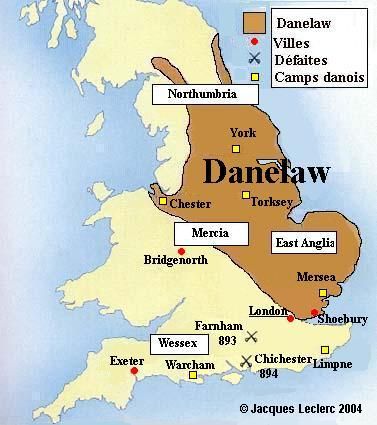 Danelaw
Villes
Défaites
Camps danois
Northumbria
York
Danelaw
Chester
Torksey
Mercia
East Anglia
Bridgenorth
Mersea
London
Shoebury
Farnham
893
Wessex
Exeter
Warcham
Chichester
894
Limpne
© Jacques Leclerc 2004